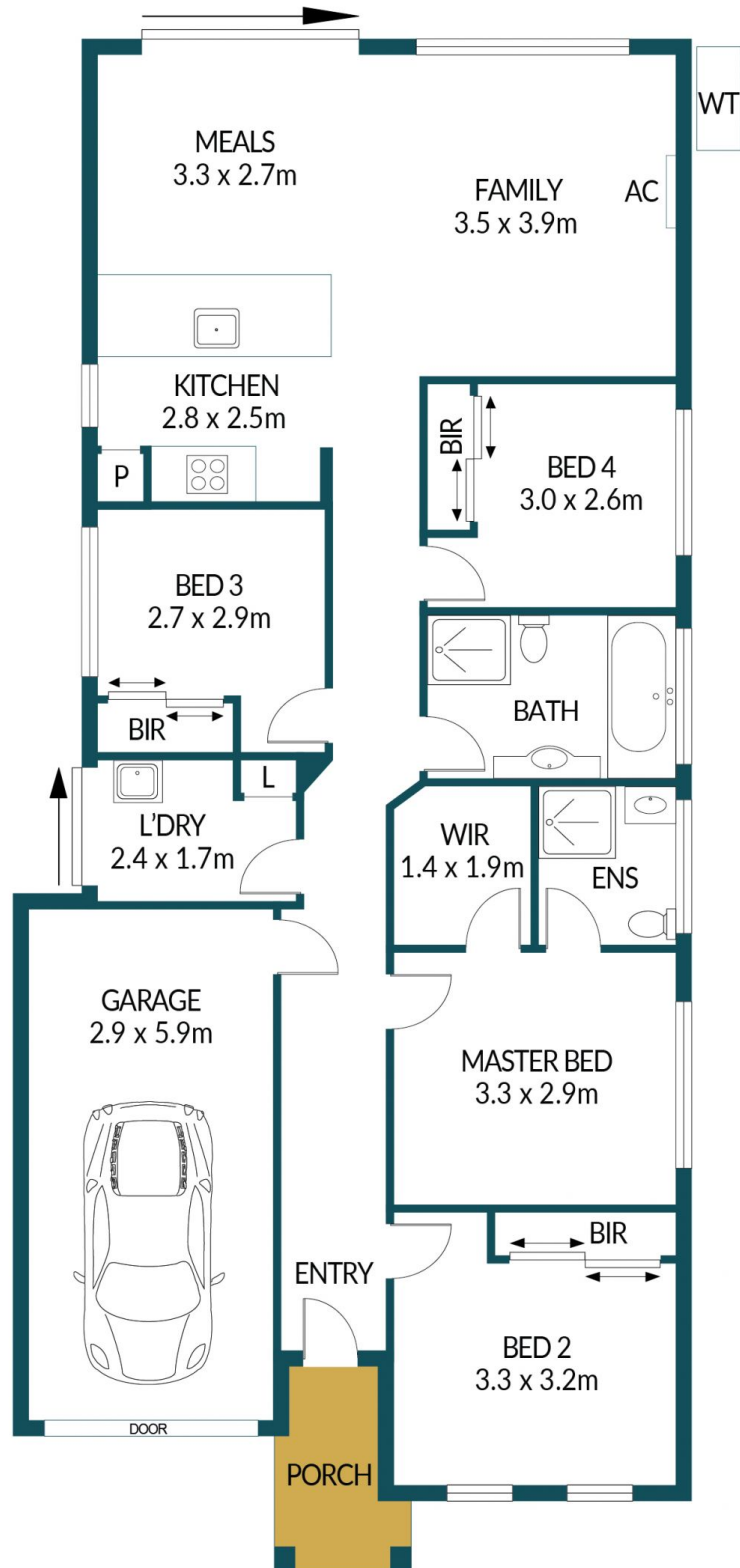 WT
MEALS
3.3 x 2.7m
FAMILY
3.5 x 3.9m
AC
KITCHEN
2.8 x 2.5m
P
BIR
BED 4
3.0 x 2.6m
BED 3
2.7 x 2.9m
BIR
BATH
L
L'DRY
2.4 x 1.7m
WIR
1.4 x 1.9m
ENS
GARAGE
2.9 x 5.9m
MASTER BED
3.3 x 2.9m
BIR
ENTRY
BED 2
3.3 x 3.2m
DOOR
PORCH